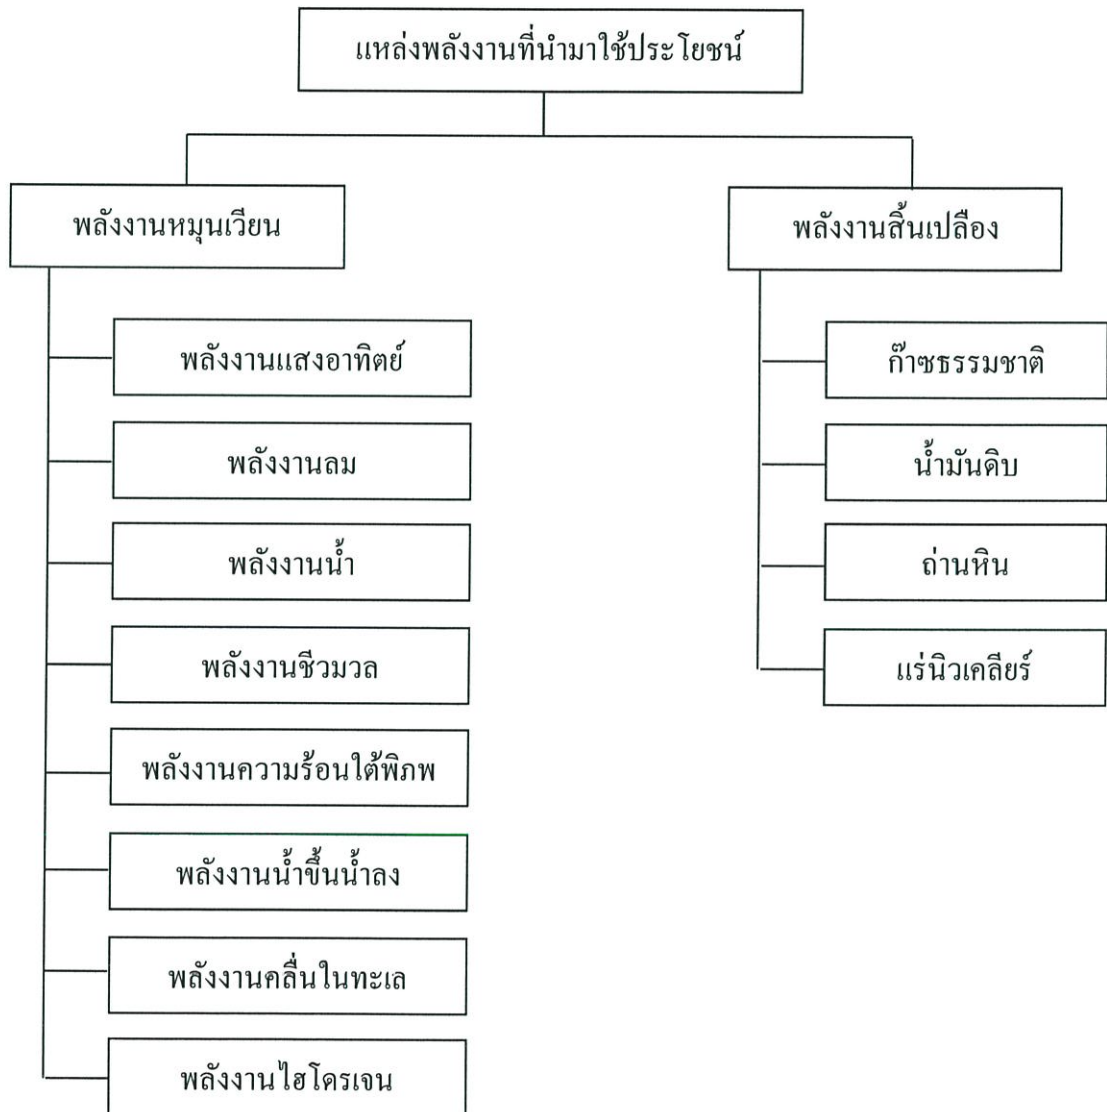 แหล่งพลังงานที่นำมาใช้ประโยชน์
พลังงานหมุนเวียน
พลังงานแสงอาทิตย์
พลังงานลม
พลังงานน้ำ
พลังงานชีวมวล
พลังงานความร้อนใต้พิภพ
พลังงานน้ำขึ้นน้ำลง
พลังงานคลื่นในทะเล
พลังงานไฮโดรเจน
พลังงานสิ้นเปลือง
ก๊าซธรรมชาติ
น้ำมันดิบ
ถ่านหิน
แร่นิวเคลียร์